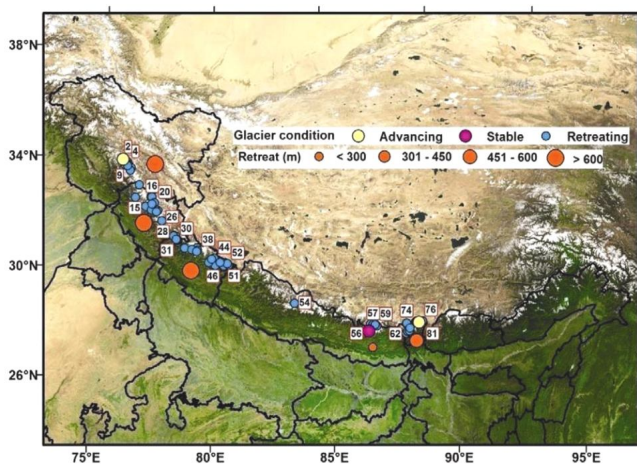 38°N
34°N
30°N
26°N
75°E
80°E
85°E
90°E
95°E
Glacier condition Advancing Stable Retreating
Retreat (m) < 300 301 - 450 451 - 600 > 600
2 4
9
16
20
15
26
28
30
31
38
44
52
46
51
54
57
59
74
76
56
62
81